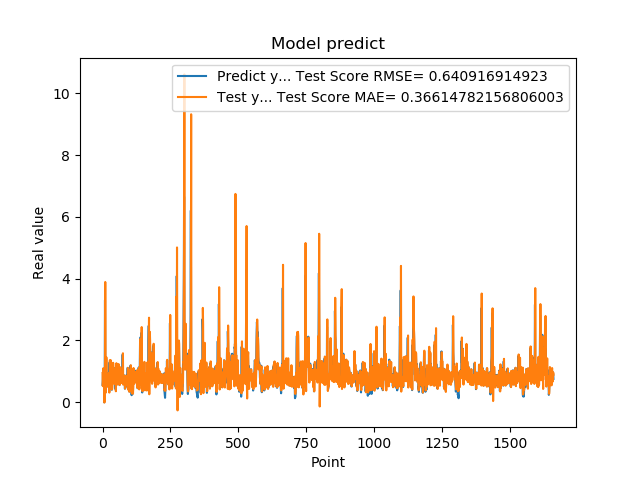 Model predict
Predict y... Test Score RMSE= 0.640916914923
Test y... Test Score MAE= 0.36614782156806003
10
8
6
4
2
0
Real value
0 250 500 750 1000 1250 1500
Point